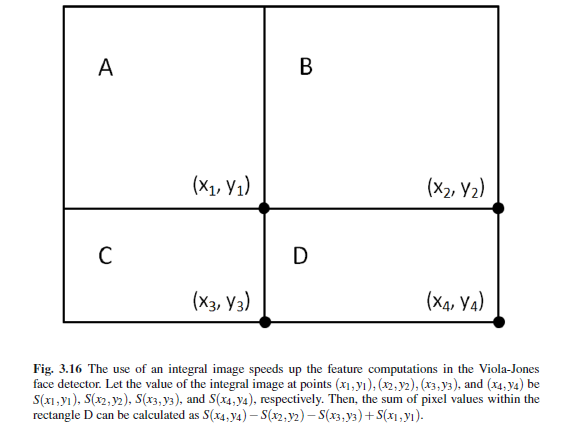 A B
(x₁, y₁) (x₂, y₂)
C D
(x₃, y₃) (x₄, y₄)
Fig. 3.16 The use of an integral image speeds up the feature computations in the Viola-Jones
face detector. Let the value of the integral image at points (x₁,y₁), (x₂,y₂), (x₃,y₃), and (x₄,y₄) be
S(x₁,y₁), S(x₂,y₂), S(x₃,y₃), and S(x₄,y₄), respectively. Then, the sum of pixel values within the
rectangle D can be calculated as S(x₄,y₄) − S(x₂,y₂) − S(x₃,y₃) + S(x₁,y₁).